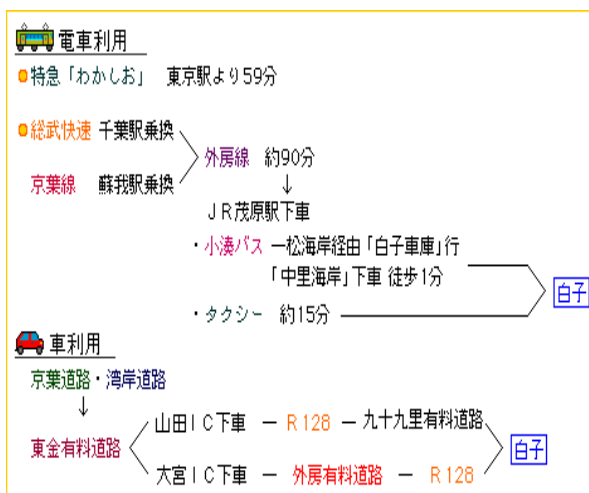 電車利用
特急「わかしお」 東京駅より59分
総武快速 千葉駅乗換
外房線 約90分
京葉線 蘇我駅乗換
↓
ＪＲ茂原駅下車
・小湊バス 一松海岸経由「白子車庫」行
「中里海岸」下車 徒歩1分
白子
・タクシー 約15分
車利用
京葉道路・湾岸道路
↓
山田ＩＣ下車 － Ｒ128 － 九十九里有料道路
東金有料道路
白子
大宮ＩＣ下車 － 外房有料道路 － Ｒ128